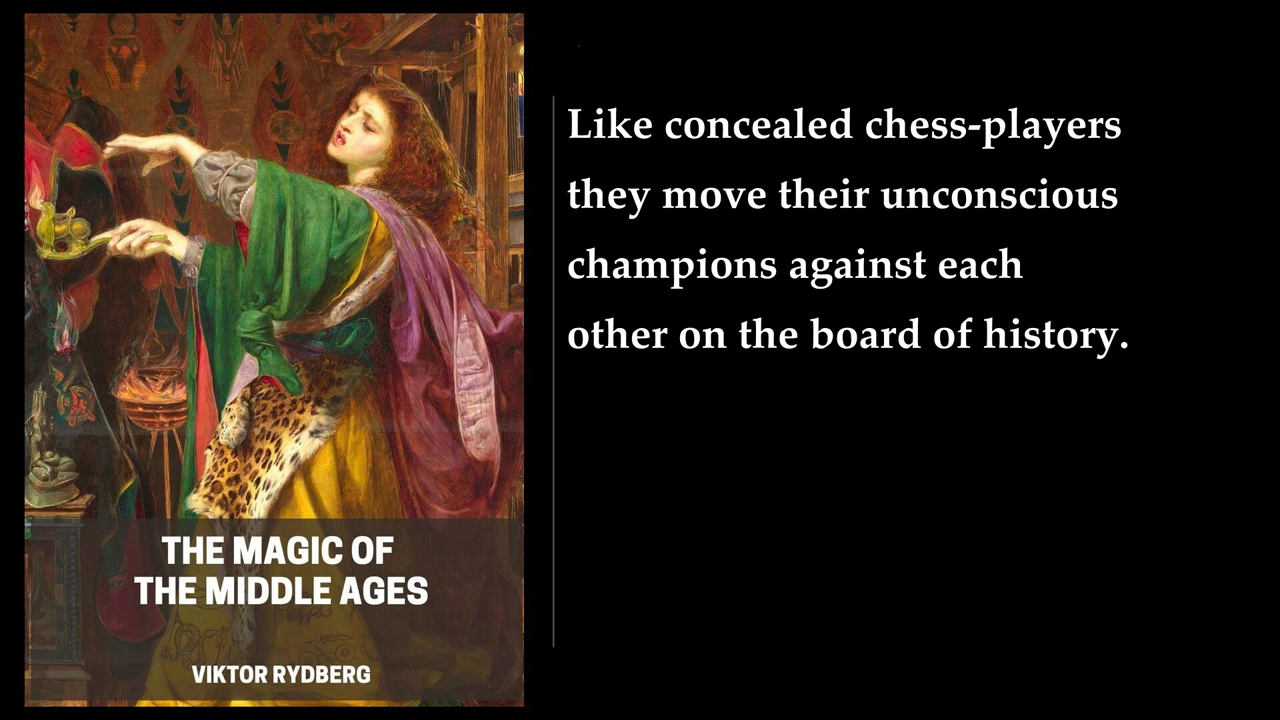 Like concealed chess-players
they move their unconscious
champions against each
other on the board of history.
THE MAGIC OF
THE MIDDLE AGES
VIKTOR RYDBERG